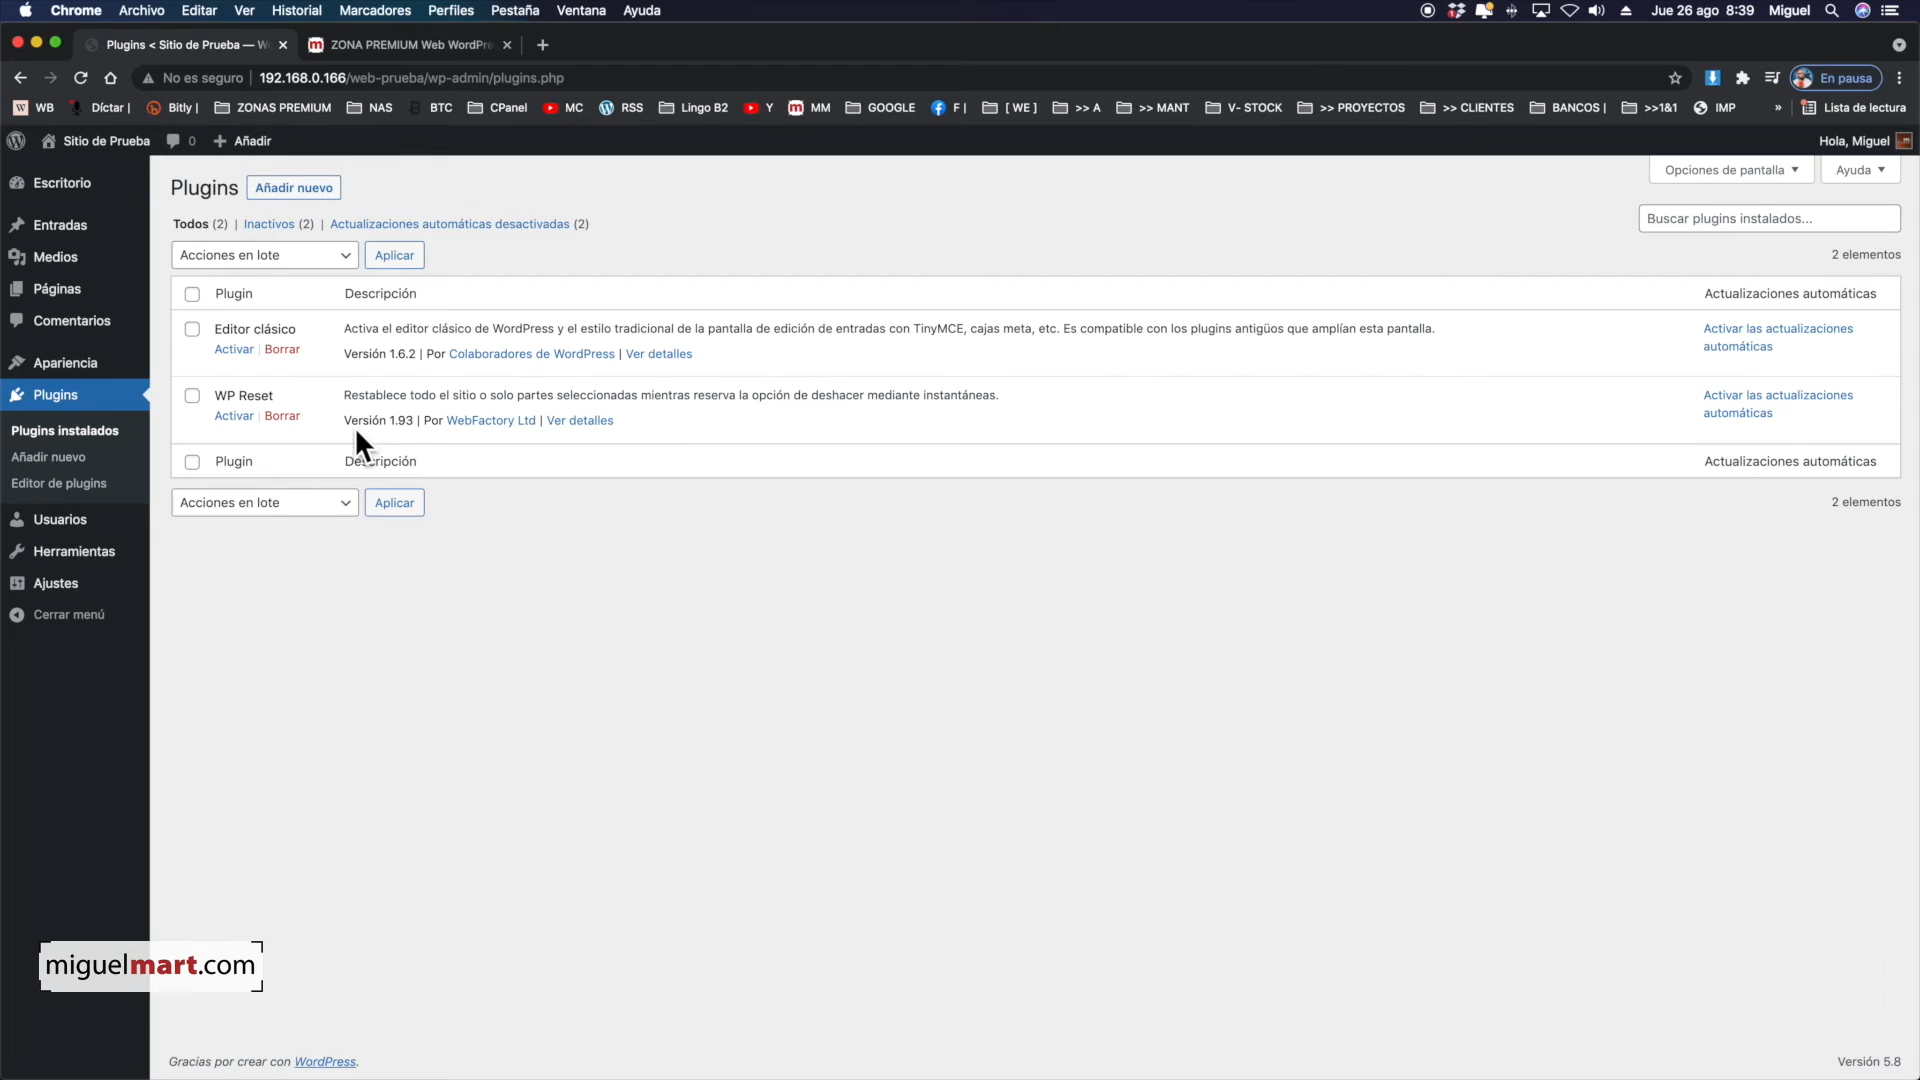 Chrome Archivo Editar Ver Historial Marcadores Perfiles Pestaña Ventana Ayuda
Jue 26 ago 8:39 Miguel
Plugins < Sitio de Prueba — W
ZONA PREMIUM Web WordPre
No es seguro 192.168.0.166/web-prueba/wp-admin/plugins.php
En pausa
WB Díctar | Bitly | ZONAS PREMIUM NAS BTC CPanel MC RSS Lingo B2 Y MM GOOGLE F | [ WE ] >> A >> MANT V- STOCK >> PROYECTOS >> CLIENTES BANCOS | >>1&1 IMP » Lista de lectura
Sitio de Prueba 0 Añadir
Hola, Miguel
Escritorio
Entradas
Medios
Páginas
Comentarios
Apariencia
Plugins
Plugins instalados
Añadir nuevo
Editor de plugins
Usuarios
Herramientas
Ajustes
Cerrar menú
Opciones de pantalla
Ayuda
Plugins Añadir nuevo
Todos (2) | Inactivos (2) | Actualizaciones automáticas desactivadas (2)
Buscar plugins instalados...
Acciones en lote Aplicar
2 elementos
Plugin Descripción Actualizaciones automáticas
Editor clásico
Activar | Borrar
Activa el editor clásico de WordPress y el estilo tradicional de la pantalla de edición de entradas con TinyMCE, cajas meta, etc. Es compatible con los plugins antigüos que amplían esta pantalla.
Versión 1.6.2 | Por Colaboradores de WordPress | Ver detalles
Activar las actualizaciones
automáticas
WP Reset
Activar | Borrar
Restablece todo el sitio o solo partes seleccionadas mientras reserva la opción de deshacer mediante instantáneas.
Versión 1.93 | Por WebFactory Ltd | Ver detalles
Activar las actualizaciones
automáticas
Plugin Descripción Actualizaciones automáticas
Acciones en lote Aplicar
2 elementos
miguelmart.com
Gracias por crear con WordPress.
Versión 5.8